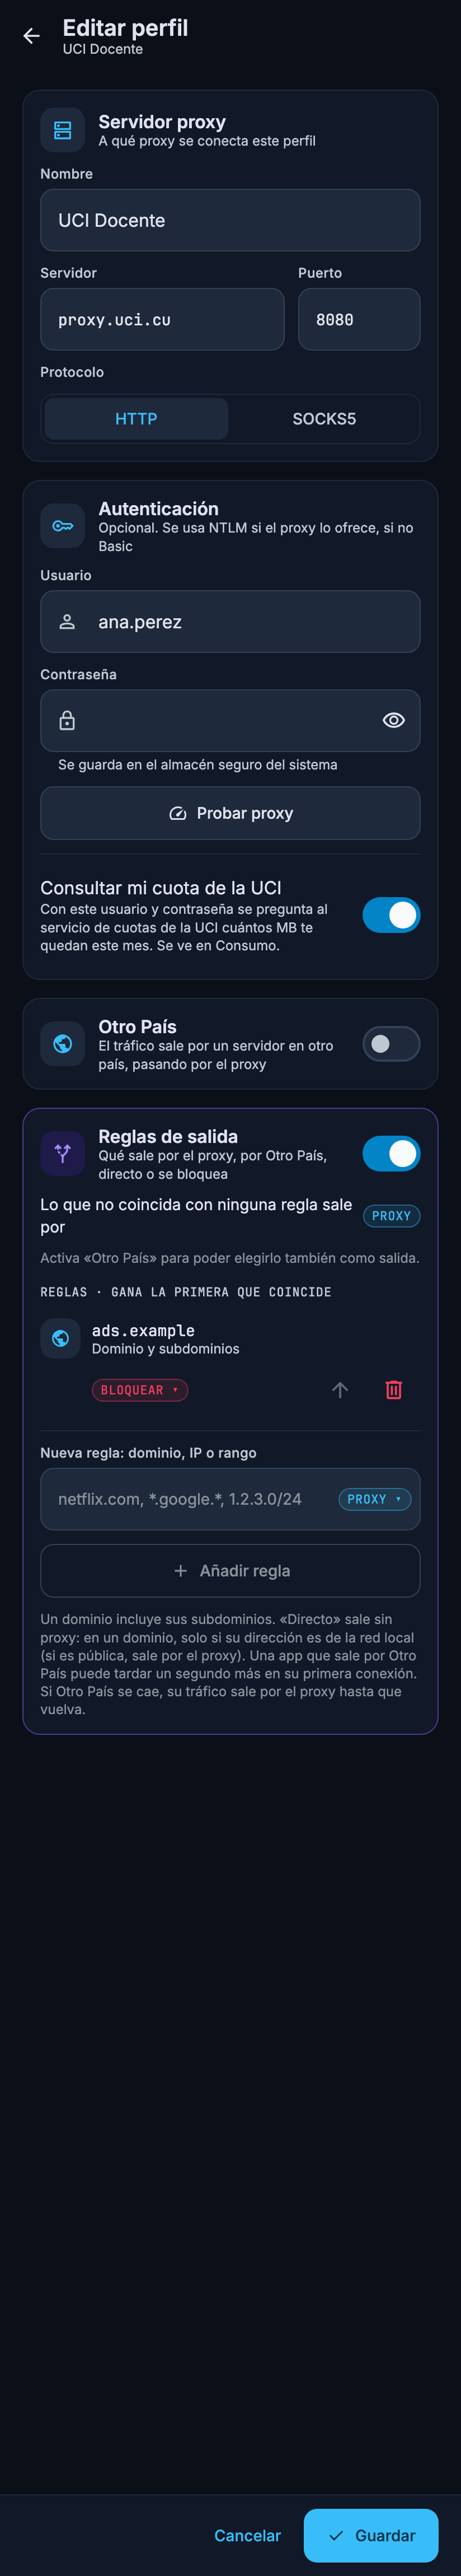 Editar perfil
UCI Docente
Servidor proxy
A qué proxy se conecta este perfil
Nombre
UCI Docente
Servidor
Puerto
proxy.uci.cu
8080
Protocolo
HTTP
SOCKS5
Autenticación
Opcional. Se usa NTLM si el proxy lo ofrece, si no
Basic
Usuario
ana.perez
Contraseña
Se guarda en el almacén seguro del sistema
Probar proxy
Consultar mi cuota de la UCI
Con este usuario y contraseña se pregunta al
servicio de cuotas de la UCI cuántos MB te
quedan este mes. Se ve en Consumo.
Otro País
El tráfico sale por un servidor en otro
país, pasando por el proxy
Reglas de salida
Qué sale por el proxy, por Otro País,
directo o se bloquea
Lo que no coincida con ninguna regla sale
por
PROXY
Activa «Otro País» para poder elegirlo también como salida.
REGLAS · GANA LA PRIMERA QUE COINCIDE
ads.example
Dominio y subdominios
BLOQUEAR ▾
Nueva regla: dominio, IP o rango
netflix.com, *.google.*, 1.2.3.0/24
PROXY ▾
Añadir regla
Un dominio incluye sus subdominios. «Directo» sale sin
proxy: en un dominio, solo si su dirección es de la red local
(si es pública, sale por el proxy). Una app que sale por Otro
País puede tardar un segundo más en su primera conexión.
Si Otro País se cae, su tráfico sale por el proxy hasta que
vuelva.
Cancelar
Guardar